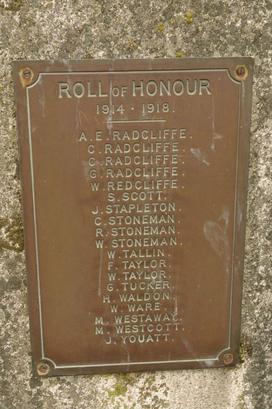 ROLL OF HONOUR
1914 - 1918.
A. E. RADCLIFFE.
C. RADCLIFFE.
C. RADCLIFFE.
G. RADCLIFFE.
W. REDCLIFFE.
S. SCOTT.
J. STAPLETON.
C. STONEMAN.
R. STONEMAN.
W. STONEMAN.
W. TALLIN.
F. TAYLOR.
W. TAYLOR.
G. TUCKER.
H. WALDON.
W. WARE.
M. WESTAWAY.
M. WESTCOTT.
J. YOUATT.